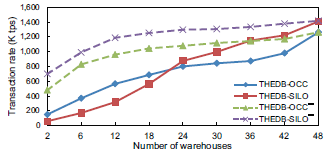 1,600
1,400
1,200
1,000
800
600
400
200
0
Transaction rate (K tps)
2 6 12 18 24 30 36 42 48
Number of warehouses
THEDB-OCC
THEDB-SILO
THEDB-OCC⁻
THEDB-SILO⁻